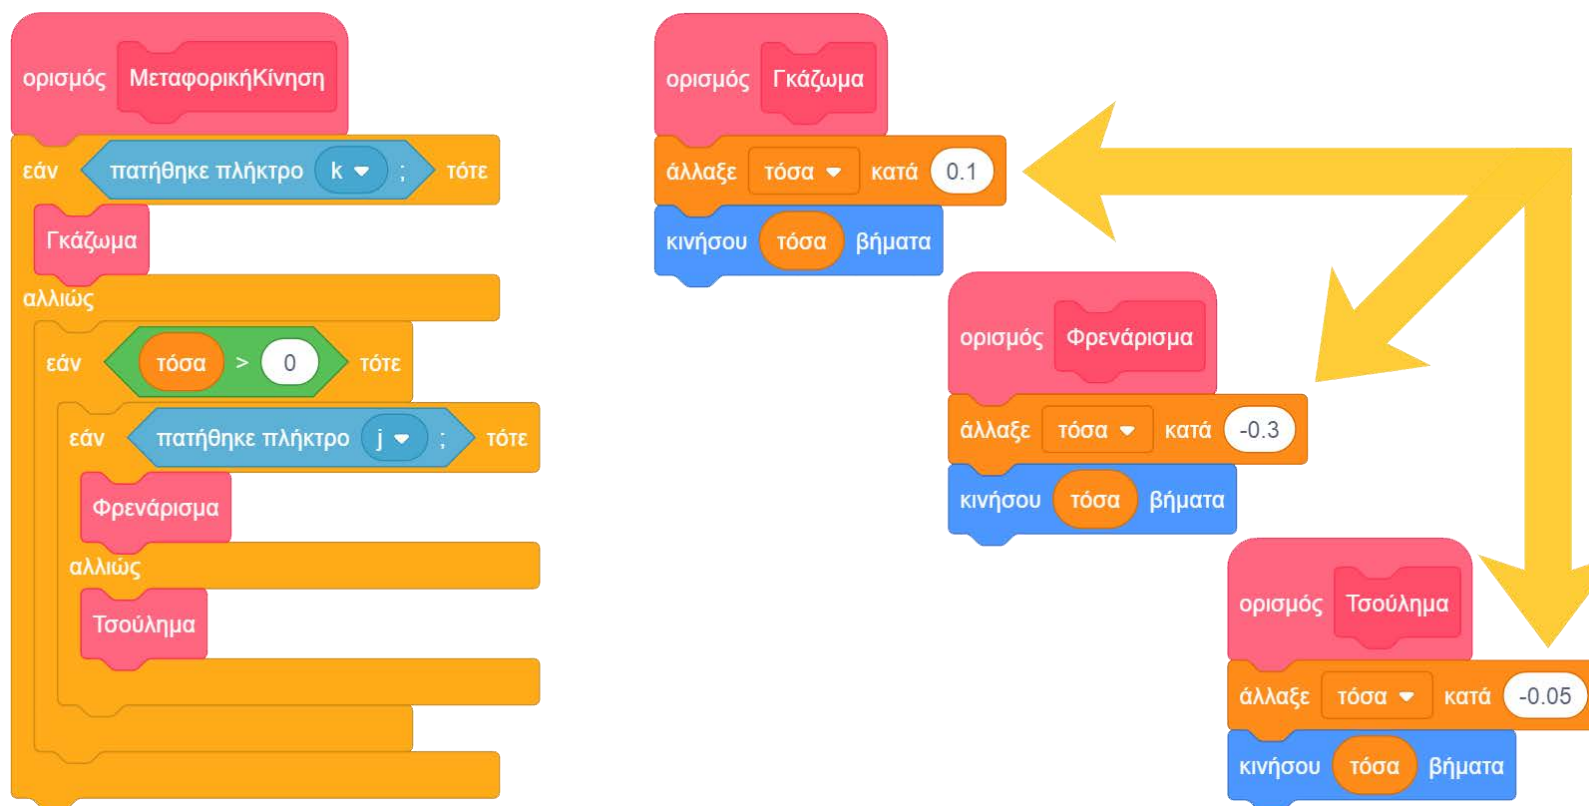 ορισμός ΜεταφορικήΚίνηση
εάν πατήθηκε πλήκτρο k ; τότε
Γκάζωμα
αλλιώς
εάν τόσα > 0 τότε
εάν πατήθηκε πλήκτρο j ; τότε
Φρενάρισμα
αλλιώς
Τσούλημα
ορισμός Γκάζωμα
άλλαξε τόσα κατά 0.1
κινήσου τόσα βήματα
ορισμός Φρενάρισμα
άλλαξε τόσα κατά -0.3
κινήσου τόσα βήματα
ορισμός Τσούλημα
άλλαξε τόσα κατά -0.05
κινήσου τόσα βήματα